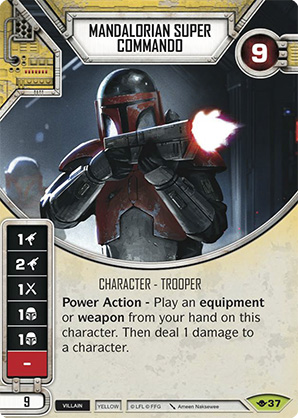 MANDALORIAN SUPER
COMMANDO
9
1
2
1
1
1
-
CHARACTER - TROOPER
Power Action - Play an equipment
or weapon from your hand on this
character. Then deal 1 damage to
a character.
9
VILLAIN
YELLOW
© LFL © FFG
Ameen Naksewee
37